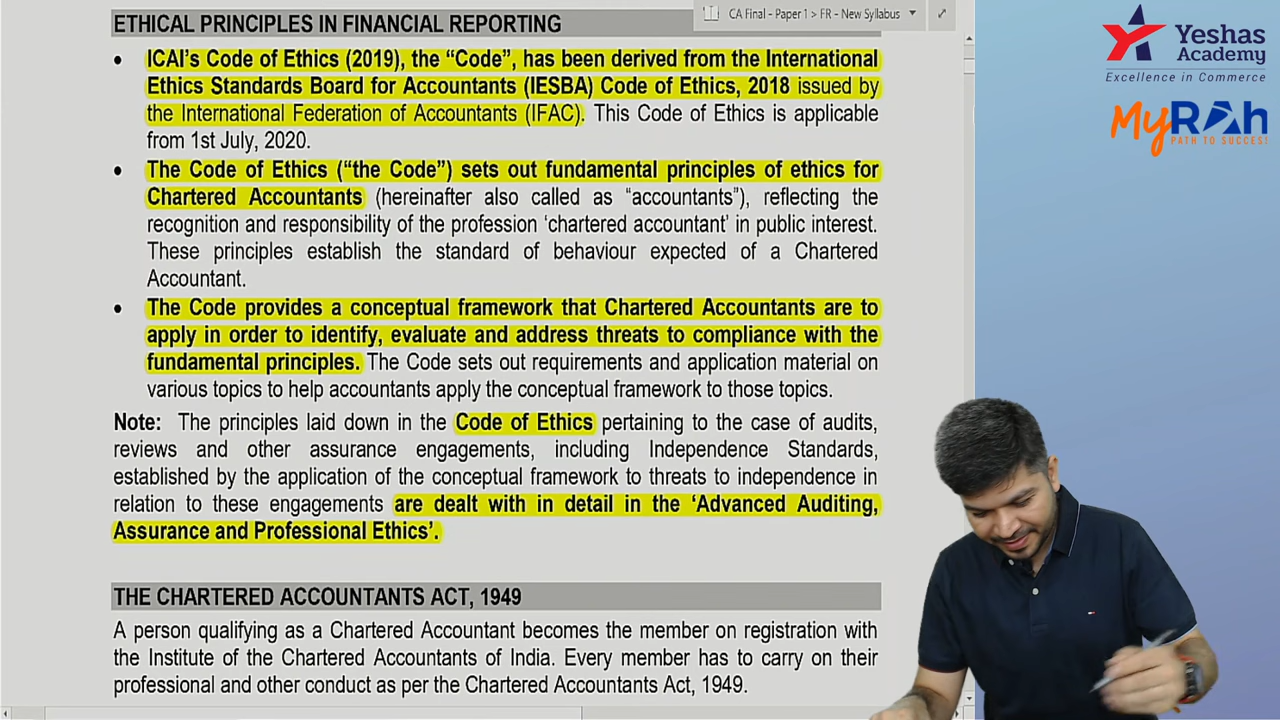 CA Final - Paper 1 > FR - New Syllabus
ETHICAL PRINCIPLES IN FINANCIAL REPORTING
• ICAI's Code of Ethics (2019), the “Code”, has been derived from the International
Ethics Standards Board for Accountants (IESBA) Code of Ethics, 2018 issued by
the International Federation of Accountants (IFAC). This Code of Ethics is applicable
from 1st July, 2020.
• The Code of Ethics (“the Code”) sets out fundamental principles of ethics for
Chartered Accountants (hereinafter also called as “accountants”), reflecting the
recognition and responsibility of the profession ‘chartered accountant’ in public interest.
These principles establish the standard of behaviour expected of a Chartered
Accountant.
• The Code provides a conceptual framework that Chartered Accountants are to
apply in order to identify, evaluate and address threats to compliance with the
fundamental principles. The Code sets out requirements and application material on
various topics to help accountants apply the conceptual framework to those topics.
Note: The principles laid down in the Code of Ethics pertaining to the case of audits,
reviews and other assurance engagements, including Independence Standards,
established by the application of the conceptual framework to threats to independence in
relation to these engagements are dealt with in detail in the ‘Advanced Auditing,
Assurance and Professional Ethics’.
THE CHARTERED ACCOUNTANTS ACT, 1949
A person qualifying as a Chartered Accountant becomes the member on registration with
the Institute of the Chartered Accountants of India. Every member has to carry on their
professional and other conduct as per the Chartered Accountants Act, 1949.
Yeshas
Academy
Excellence in Commerce
MyRAh
PATH TO SUCCESS!